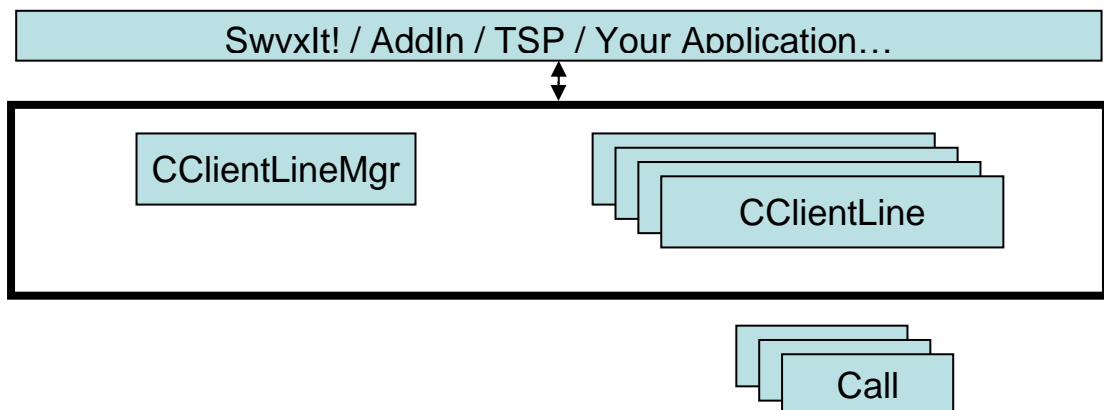 SwyxIt! / AddIn / TSP / Your Application…
CClientLineMgr
CClientLine
Call